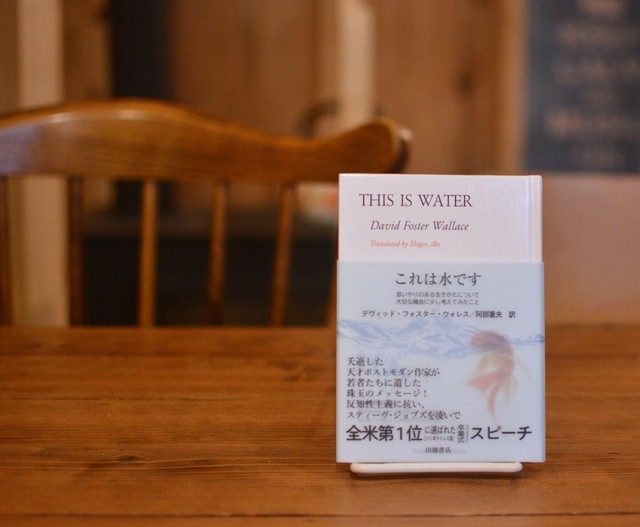 THIS IS WATER
David Foster Wallace
Translated by Shigeo Abe
これは水です
思いやりのある生きかたについて
大切な機会に少し考えてみたこと
デヴィッド・フォスター・ウォレス／阿部重夫 訳
夭逝した
天才ポストモダン作家が
若者たちに遺した
珠玉のメッセージ！
反知性主義に抗い、
スティーヴ・ジョブズを凌いで
全米第1位に選ばれた卒業式スピーチ
田畑書店